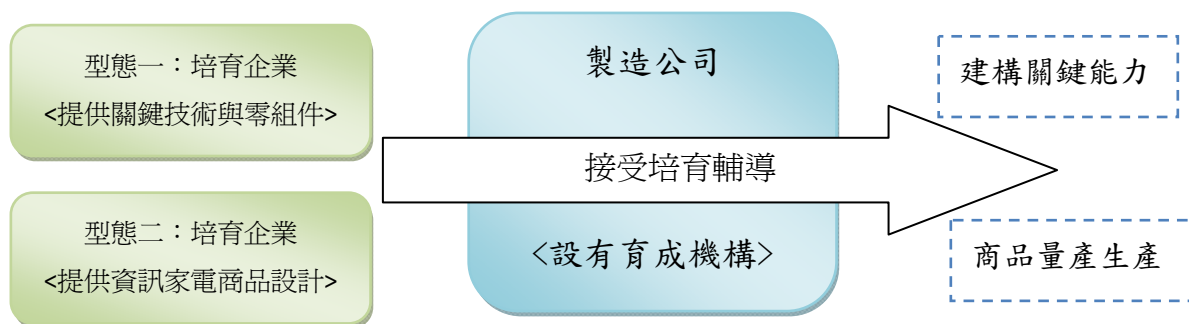 型態一：培育企業
<提供關鍵技術與零組件>
型態二：培育企業
<提供資訊家電商品設計>
製造公司
接受培育輔導
<設有育成機構>
建構關鍵能力
商品量產生產